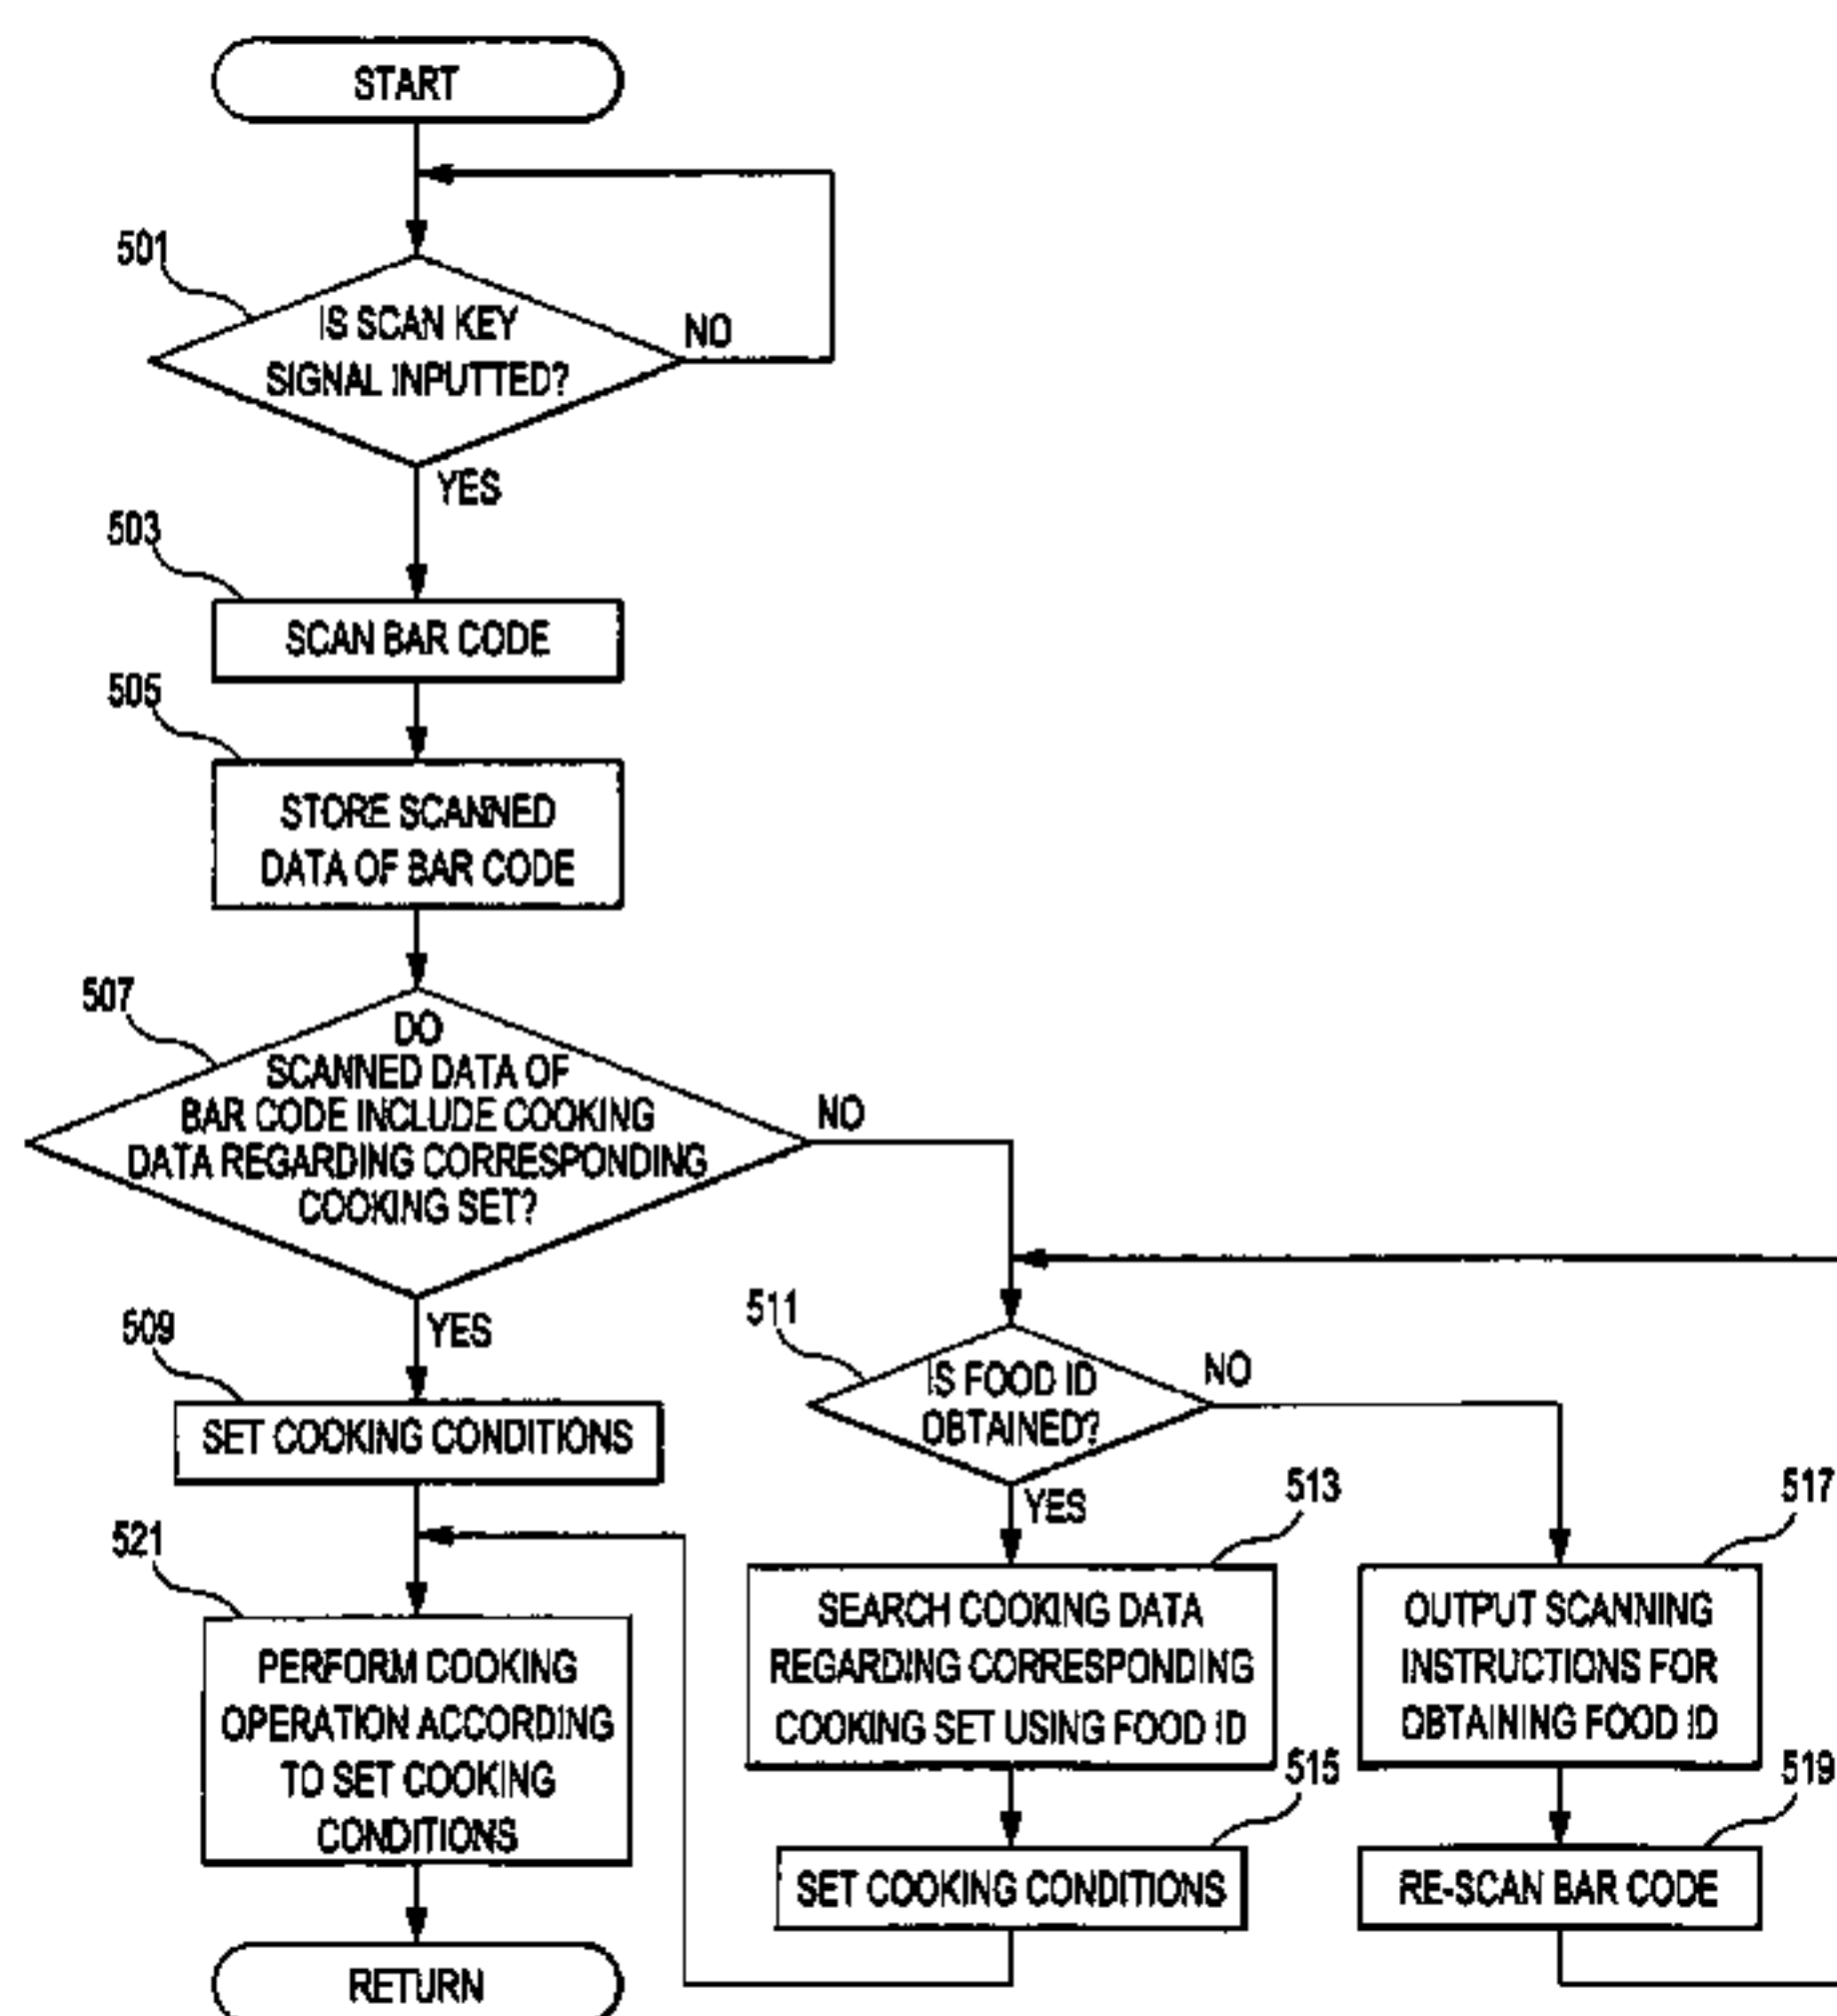 START
501
IS SCAN KEY
SIGNAL INPUTTED?
NO
YES
503
SCAN BAR CODE
505
STORE SCANNED
DATA OF BAR CODE
507
DO
SCANNED DATA OF
BAR CODE INCLUDE COOKING
DATA REGARDING CORRESPONDING
COOKING SET?
NO
YES
509
SET COOKING CONDITIONS
511
IS FOOD ID
OBTAINED?
NO
YES
513
SEARCH COOKING DATA
REGARDING CORRESPONDING
COOKING SET USING FOOD ID
515
SET COOKING CONDITIONS
517
OUTPUT SCANNING
INSTRUCTIONS FOR
OBTAINING FOOD ID
519
RE-SCAN BAR CODE
521
PERFORM COOKING
OPERATION ACCORDING
TO SET COOKING
CONDITIONS
RETURN